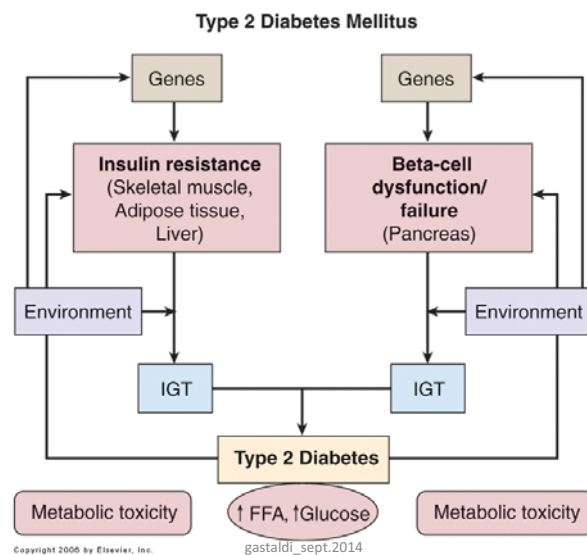 Type 2 Diabetes Mellitus
Genes
Genes
Insulin resistance
(Skeletal muscle,
Adipose tissue,
Liver)
Beta-cell
dysfunction/
failure
(Pancreas)
Environment
Environment
IGT
IGT
Type 2 Diabetes
Metabolic toxicity
↑ FFA, ↑Glucose
Metabolic toxicity
Copyright 2008 by Elsevier, Inc.
gastaldi_sept.2014